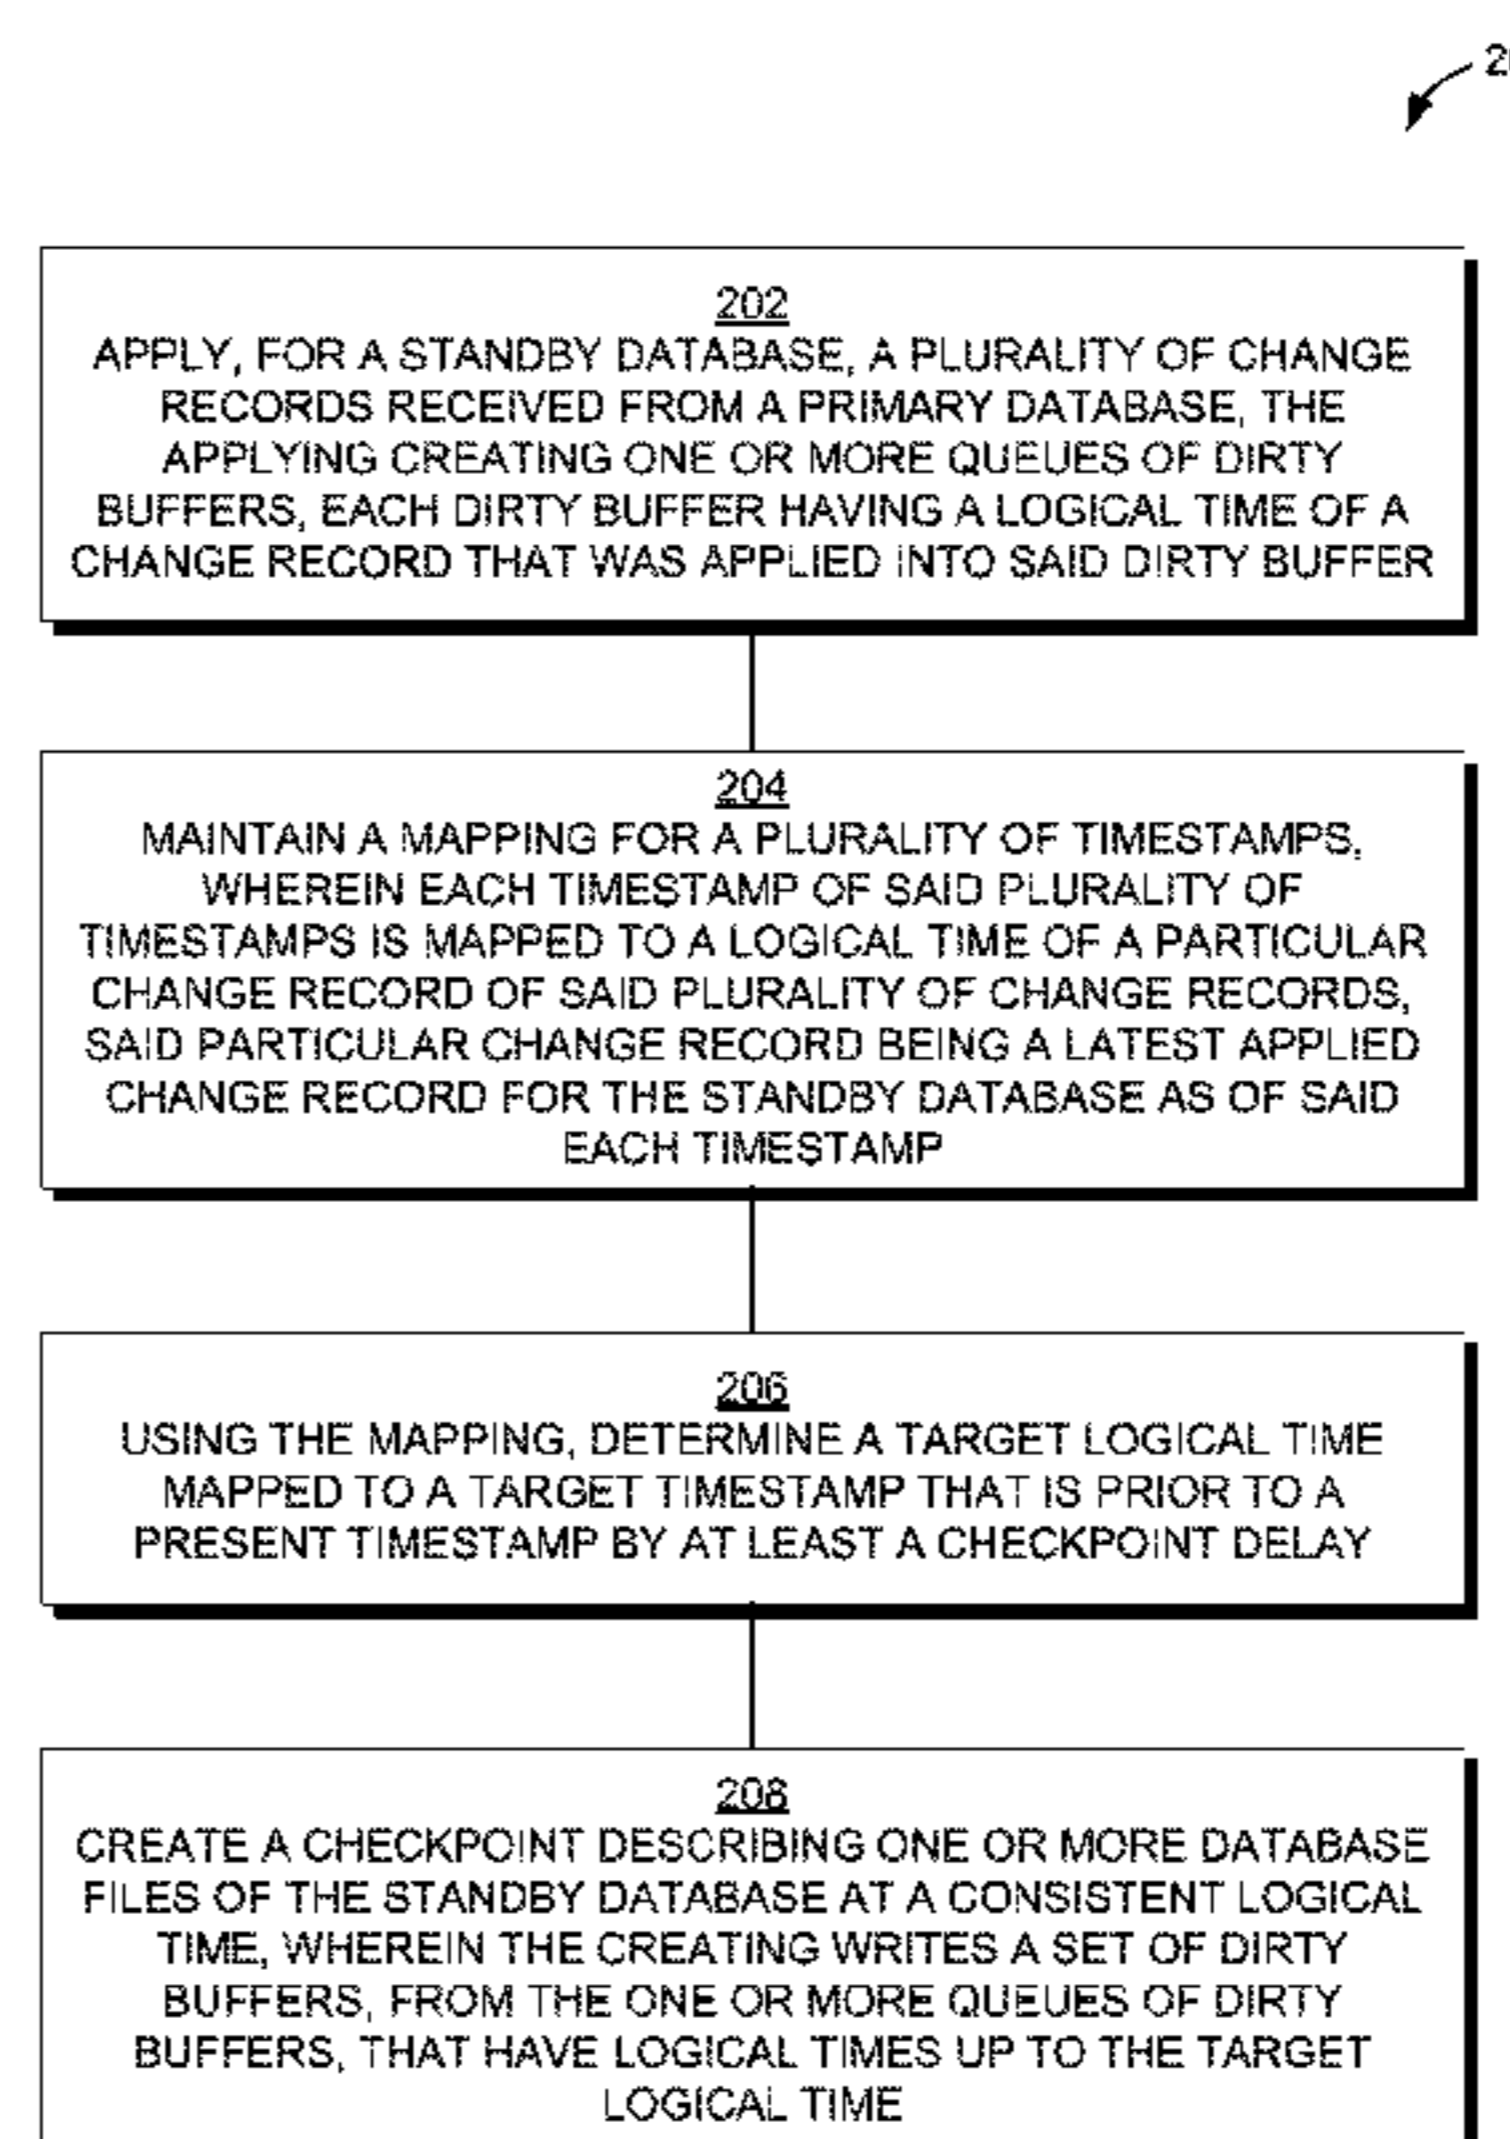 202
APPLY, FOR A STANDBY DATABASE, A PLURALITY OF CHANGE
RECORDS RECEIVED FROM A PRIMARY DATABASE, THE
APPLYING CREATING ONE OR MORE QUEUES OF DIRTY
BUFFERS, EACH DIRTY BUFFER HAVING A LOGICAL TIME OF A
CHANGE RECORD THAT WAS APPLIED INTO SAID DIRTY BUFFER
204
MAINTAIN A MAPPING FOR A PLURALITY OF TIMESTAMPS,
WHEREIN EACH TIMESTAMP OF SAID PLURALITY OF
TIMESTAMPS IS MAPPED TO A LOGICAL TIME OF A PARTICULAR
CHANGE RECORD OF SAID PLURALITY OF CHANGE RECORDS,
SAID PARTICULAR CHANGE RECORD BEING A LATEST APPLIED
CHANGE RECORD FOR THE STANDBY DATABASE AS OF SAID
EACH TIMESTAMP
206
USING THE MAPPING, DETERMINE A TARGET LOGICAL TIME
MAPPED TO A TARGET TIMESTAMP THAT IS PRIOR TO A
PRESENT TIMESTAMP BY AT LEAST A CHECKPOINT DELAY
208
CREATE A CHECKPOINT DESCRIBING ONE OR MORE DATABASE
FILES OF THE STANDBY DATABASE AT A CONSISTENT LOGICAL
TIME, WHEREIN THE CREATING WRITES A SET OF DIRTY
BUFFERS, FROM THE ONE OR MORE QUEUES OF DIRTY
BUFFERS, THAT HAVE LOGICAL TIMES UP TO THE TARGET
LOGICAL TIME